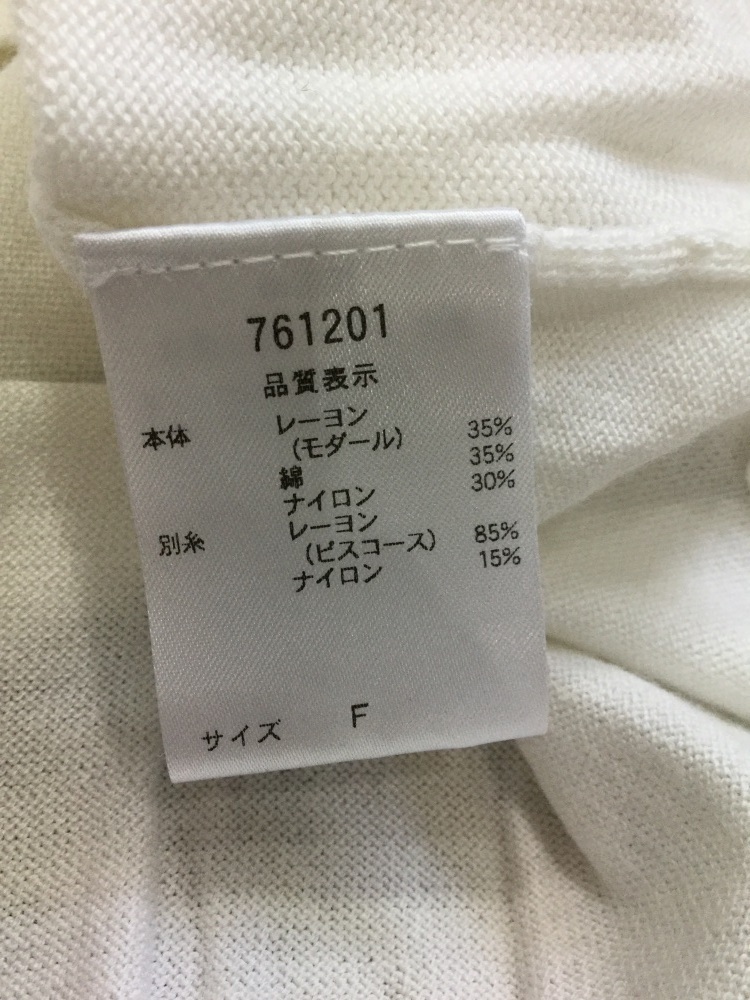 761201
品質表示
本体 レーヨン
(モダール) 35%
綿 35%
ナイロン 30%
別糸 レーヨン
(ビスコース) 85%
ナイロン 15%
サイズ F